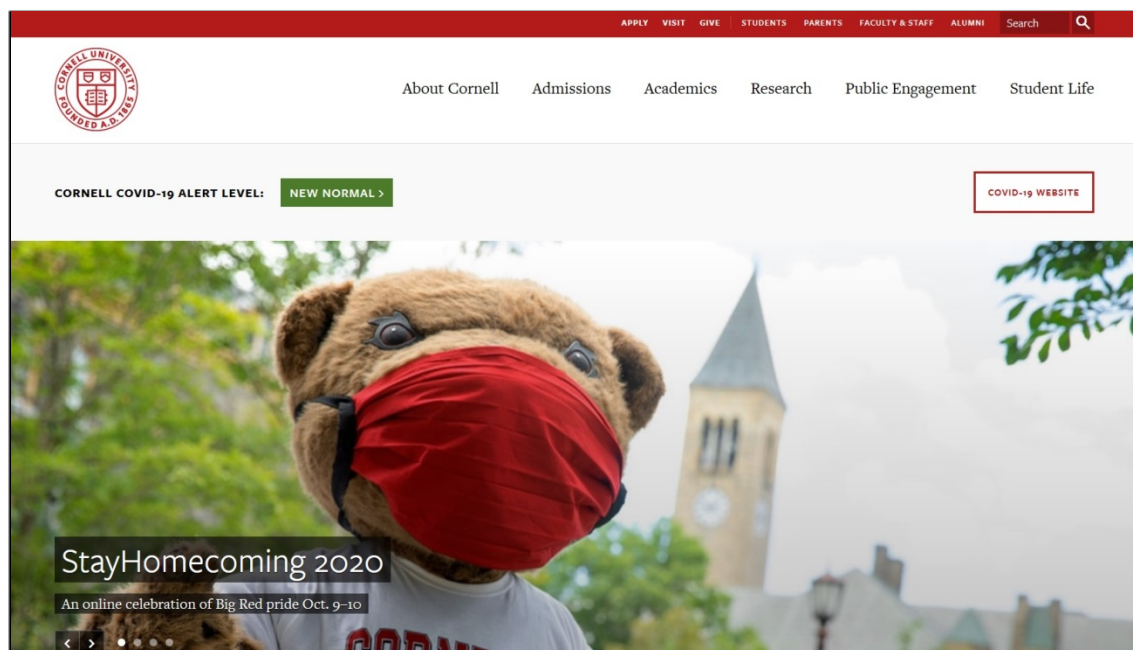 APPLY VISIT GIVE STUDENTS PARENTS FACULTY & STAFF ALUMNI Search
CORNELL UNIVERSITY
FOUNDED A.D. 1865
About Cornell Admissions Academics Research Public Engagement Student Life
CORNELL COVID-19 ALERT LEVEL: NEW NORMAL > COVID-19 WEBSITE
StayHomecoming 2020
An online celebration of Big Red pride Oct. 9–10
< >
CORNELL